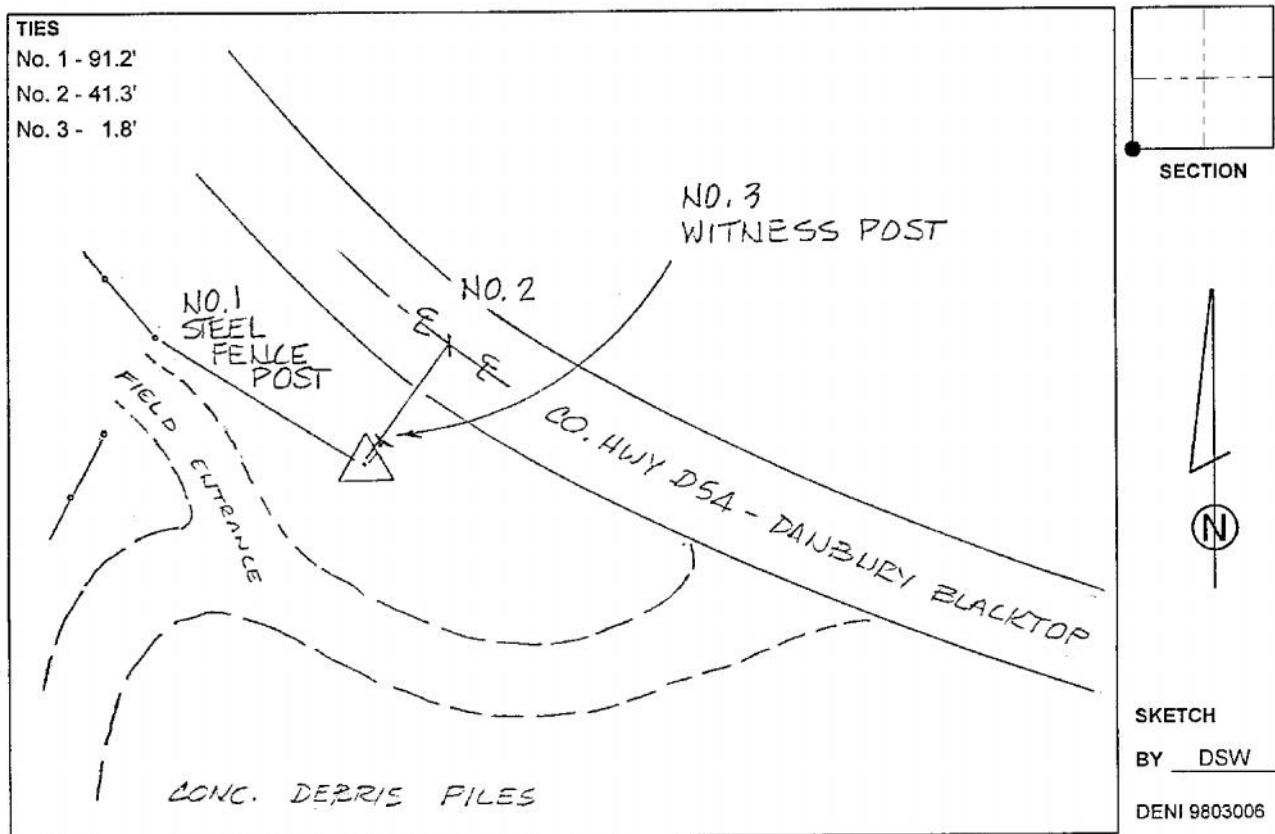 TIES
No. 1 - 91.2'
No. 2 - 41.3'
No. 3 - 1.8'
SECTION
NO. 3
WITNESS POST
NO. 2
NO. 1
STEEL
FENCE
POST
℄
℄
FIELD
ENTRANCE
CO. HWY D54 - DANBURY BLACKTOP
N
CONC. DEBRIS PILES
SKETCH
BY DSW
DENI 9803006